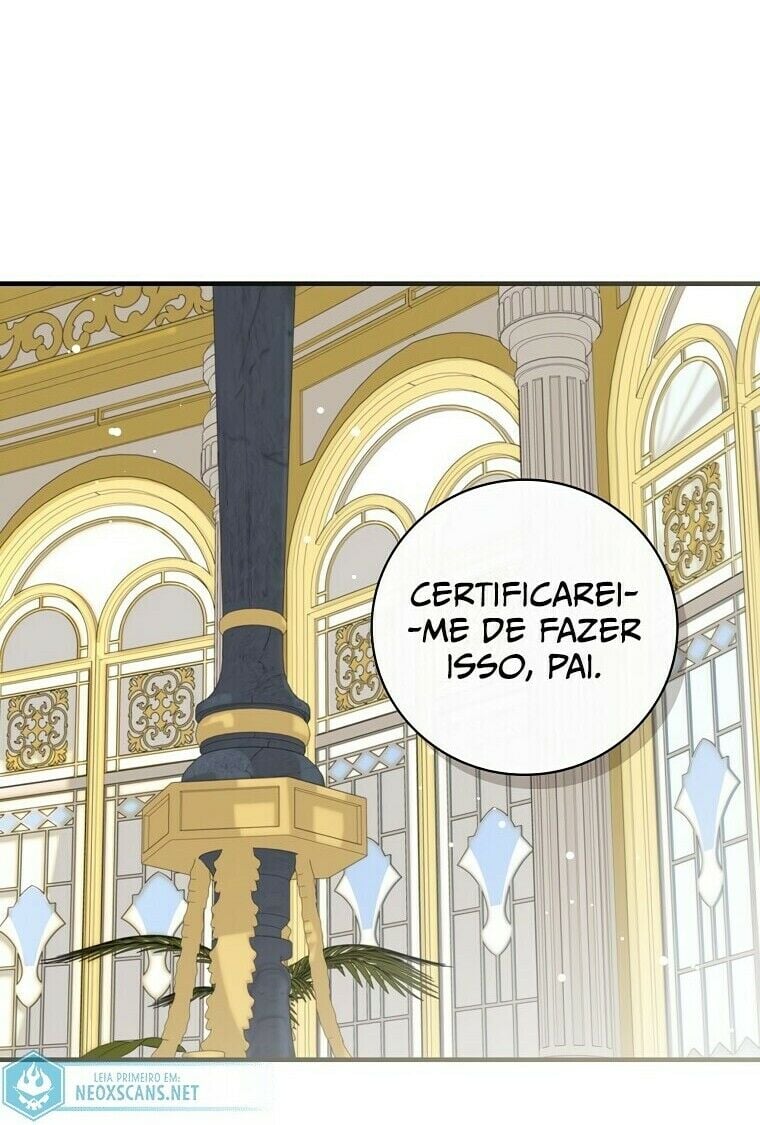 CERTIFICAREI-
-ME DE FAZER
ISSO, PAI.
LEIA PRIMEIRO EM:
NEOXSCANS.NET